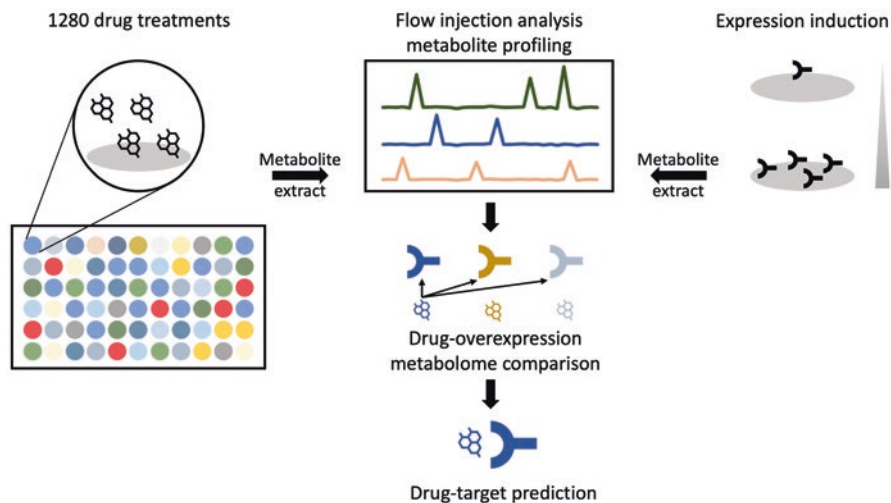 1280 drug treatments
Flow injection analysis
metabolite profiling
Expression induction
Metabolite
extract
Metabolite
extract
Drug-overexpression
metabolome comparison
Drug-target prediction